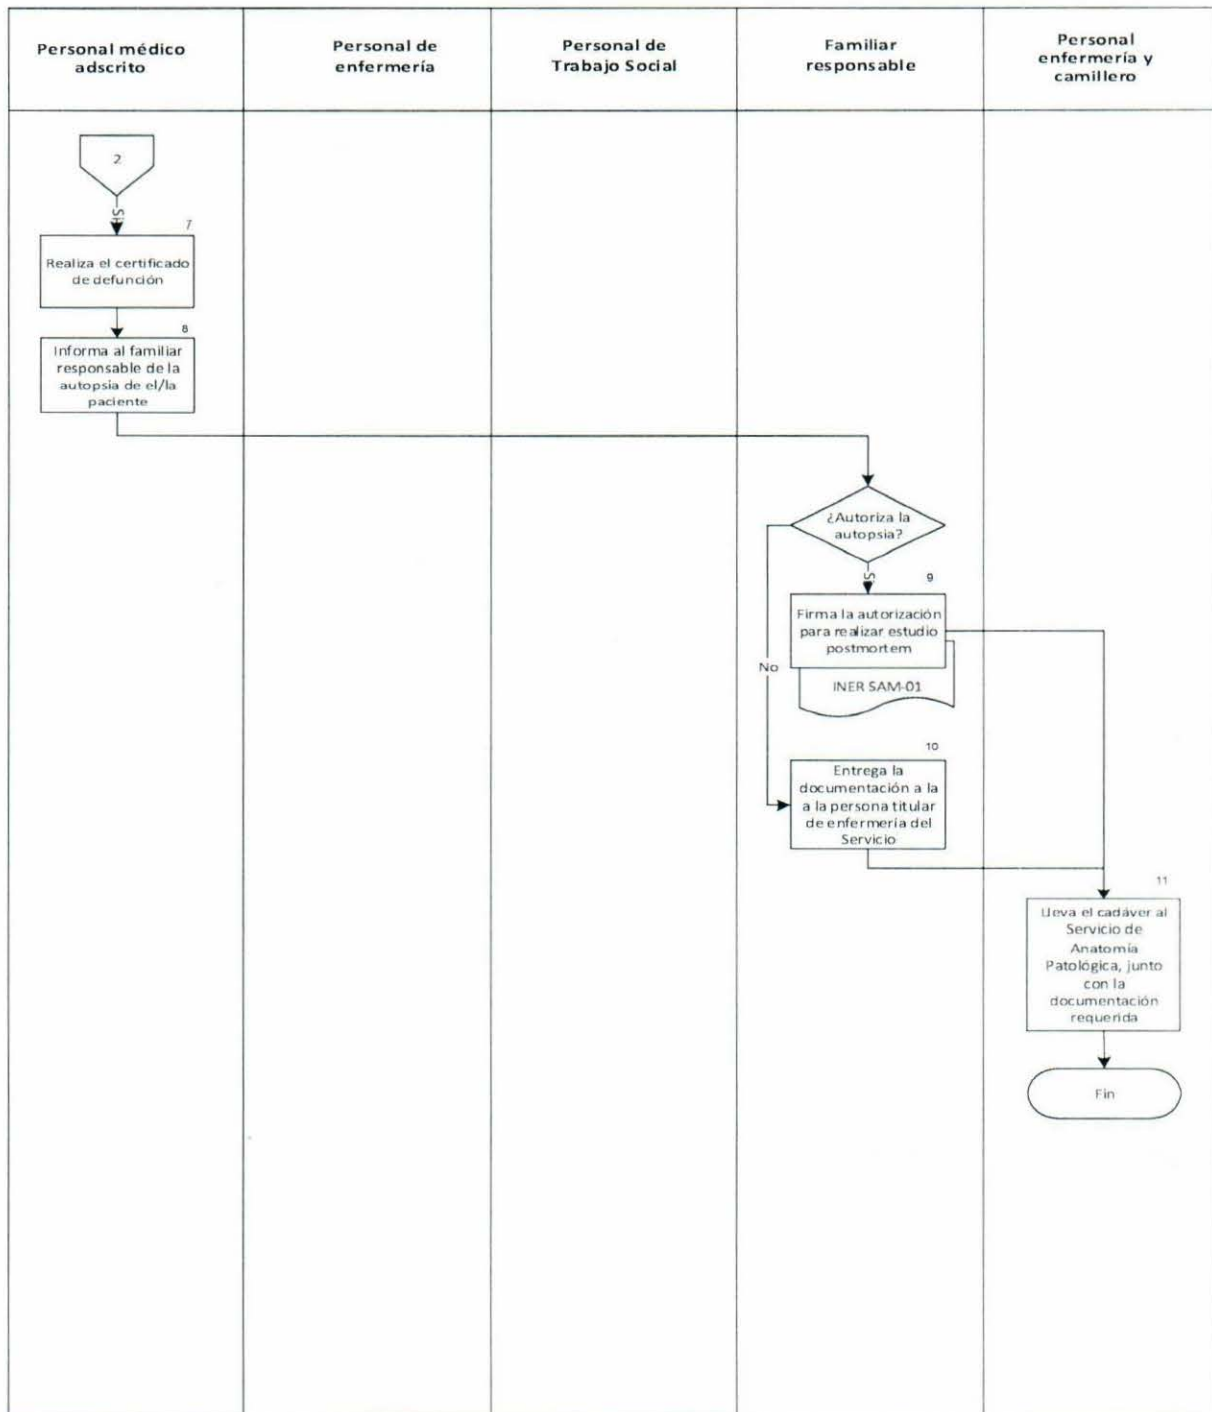 Personal médico
adscrito
Personal de
enfermería
Personal de
Trabajo Social
Familiar
responsable
Personal
enfermería y
camillero
2
Si
7
Realiza el certificado
de defunción
8
Informa al familiar
responsable de la
autopsia de el/la
paciente
¿Autoriza la
autopsia?
Si
9
Firma la autorización
para realizar estudio
postmortem
No
INER SAM-01
10
Entrega la
documentación a la
a la persona titular
de enfermería del
Servicio
11
Lleva el cadáver al
Servicio de
Anatomía
Patológica, junto
con la
documentación
requerida
Fin